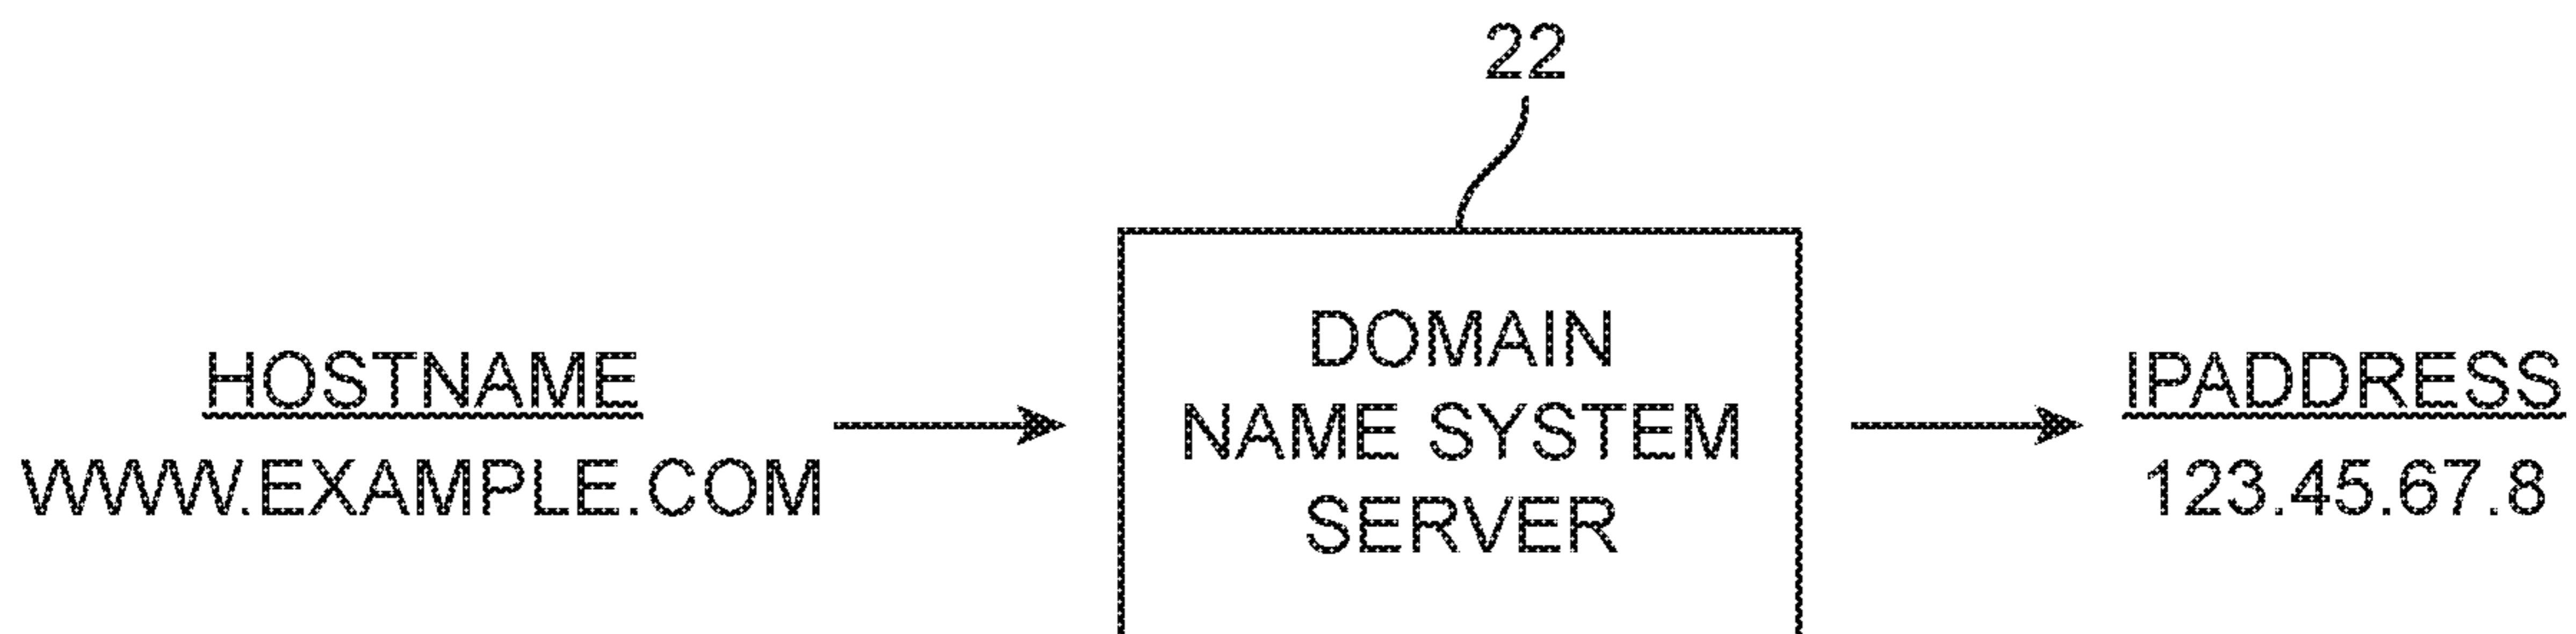 22
HOSTNAME
WWW.EXAMPLE.COM
DOMAIN
NAME SYSTEM
SERVER
IPADDRESS
123.45.67.8